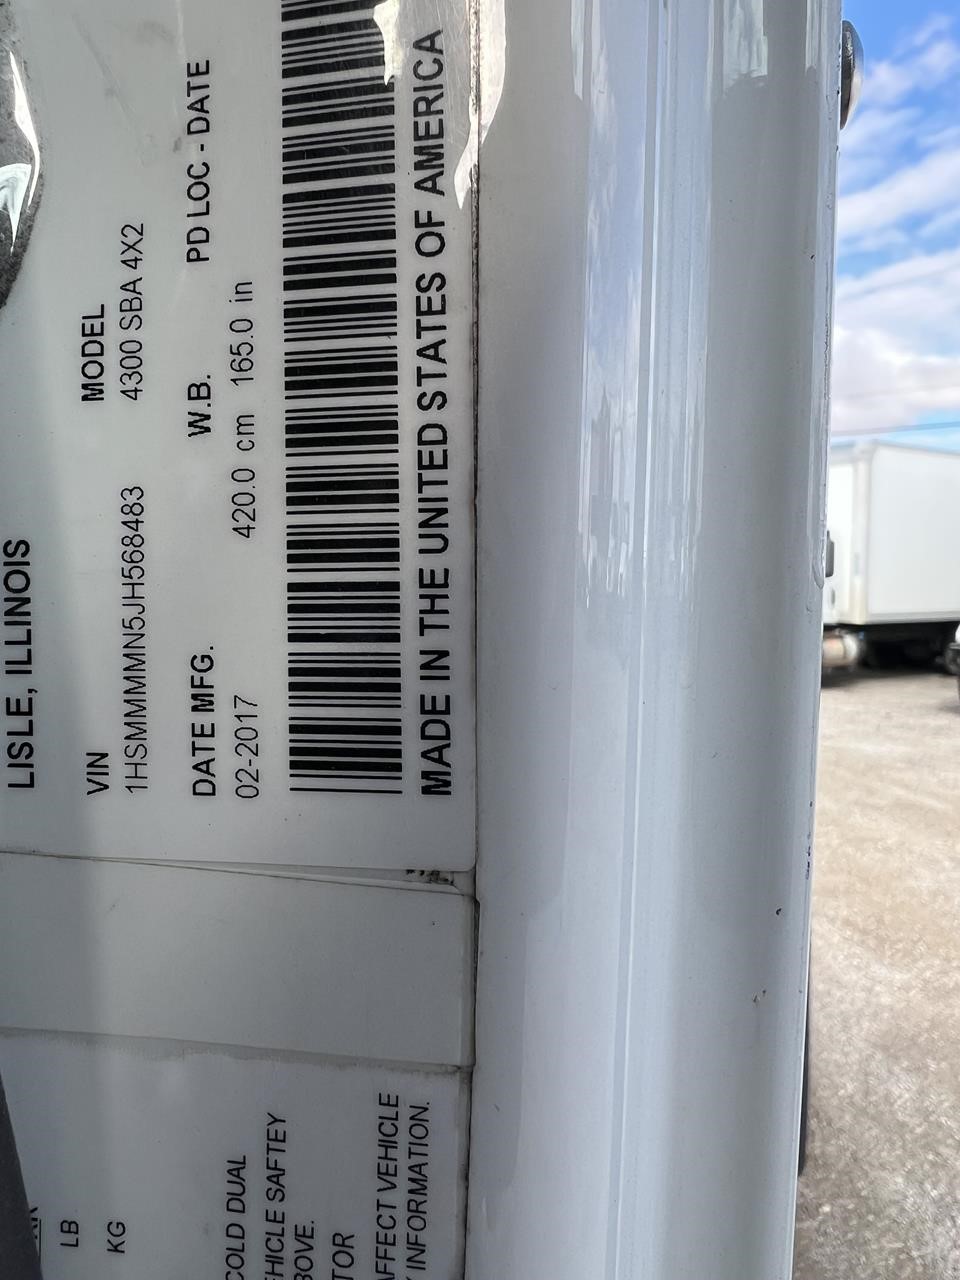 LISLE, ILLINOIS
VIN MODEL
1HSMMMMN5JH568483 4300 SBA 4X2
DATE MFG. W.B. PD LOC - DATE
02-2017 420.0 cm 165.0 in
MADE IN THE UNITED STATES OF AMERICA
LB
KG
COLD DUAL
EHICLE SAFTEY
BOVE.
TOR
AFFECT VEHICLE
Y INFORMATION.